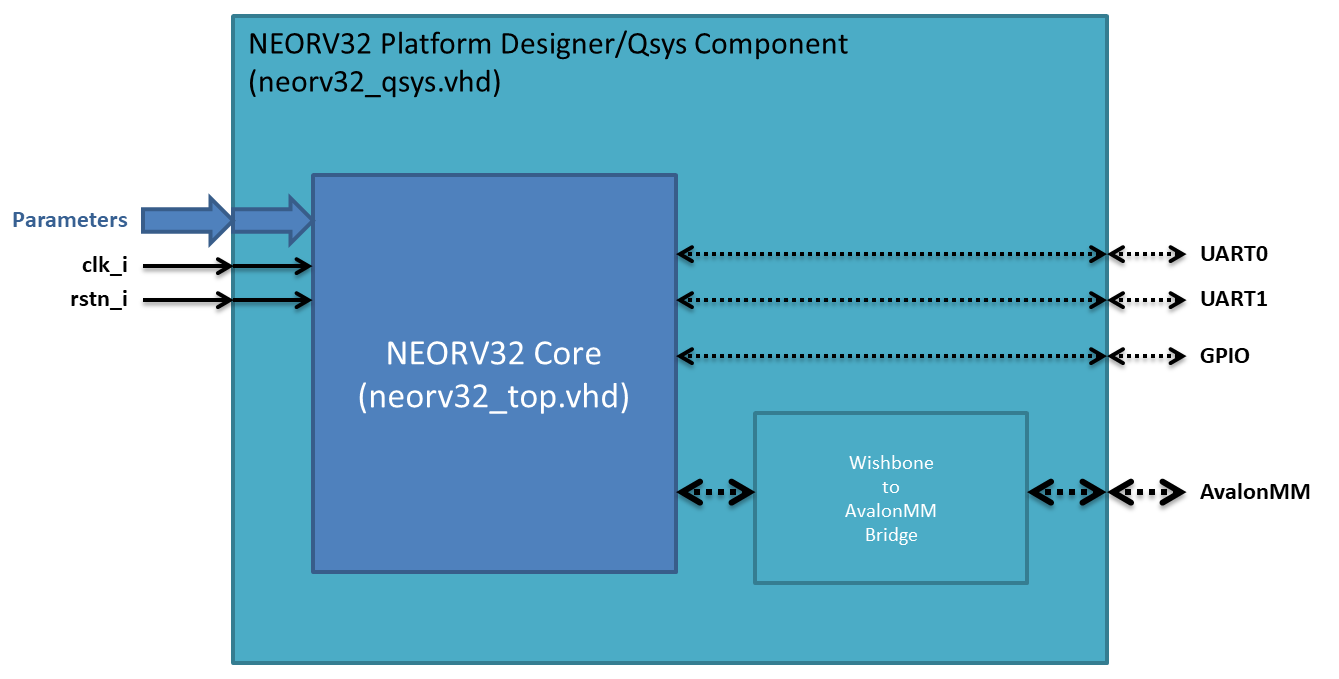 NEORV32 Platform Designer/Qsys Component
(neorv32_qsys.vhd)
Parameters
clk_i
rstn_i
NEORV32 Core
(neorv32_top.vhd)
UART0
UART1
GPIO
Wishbone
to
AvalonMM
Bridge
AvalonMM